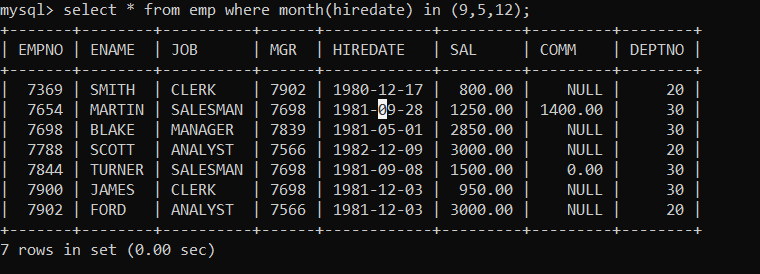 mysql> select * from emp where month(hiredate) in (9,5,12);
+-------+--------+----------+------+------------+---------+---------+--------+
| EMPNO | ENAME  | JOB      | MGR  | HIREDATE   | SAL     | COMM    | DEPTNO |
+-------+--------+----------+------+------------+---------+---------+--------+
|  7369 | SMITH  | CLERK    | 7902 | 1980-12-17 |  800.00 |    NULL |     20 |
|  7654 | MARTIN | SALESMAN | 7698 | 1981-09-28 | 1250.00 | 1400.00 |     30 |
|  7698 | BLAKE  | MANAGER  | 7839 | 1981-05-01 | 2850.00 |    NULL |     30 |
|  7788 | SCOTT  | ANALYST  | 7566 | 1982-12-09 | 3000.00 |    NULL |     20 |
|  7844 | TURNER | SALESMAN | 7698 | 1981-09-08 | 1500.00 |    0.00 |     30 |
|  7900 | JAMES  | CLERK    | 7698 | 1981-12-03 |  950.00 |    NULL |     30 |
|  7902 | FORD   | ANALYST  | 7566 | 1981-12-03 | 3000.00 |    NULL |     20 |
+-------+--------+----------+------+------------+---------+---------+--------+
7 rows in set (0.00 sec)